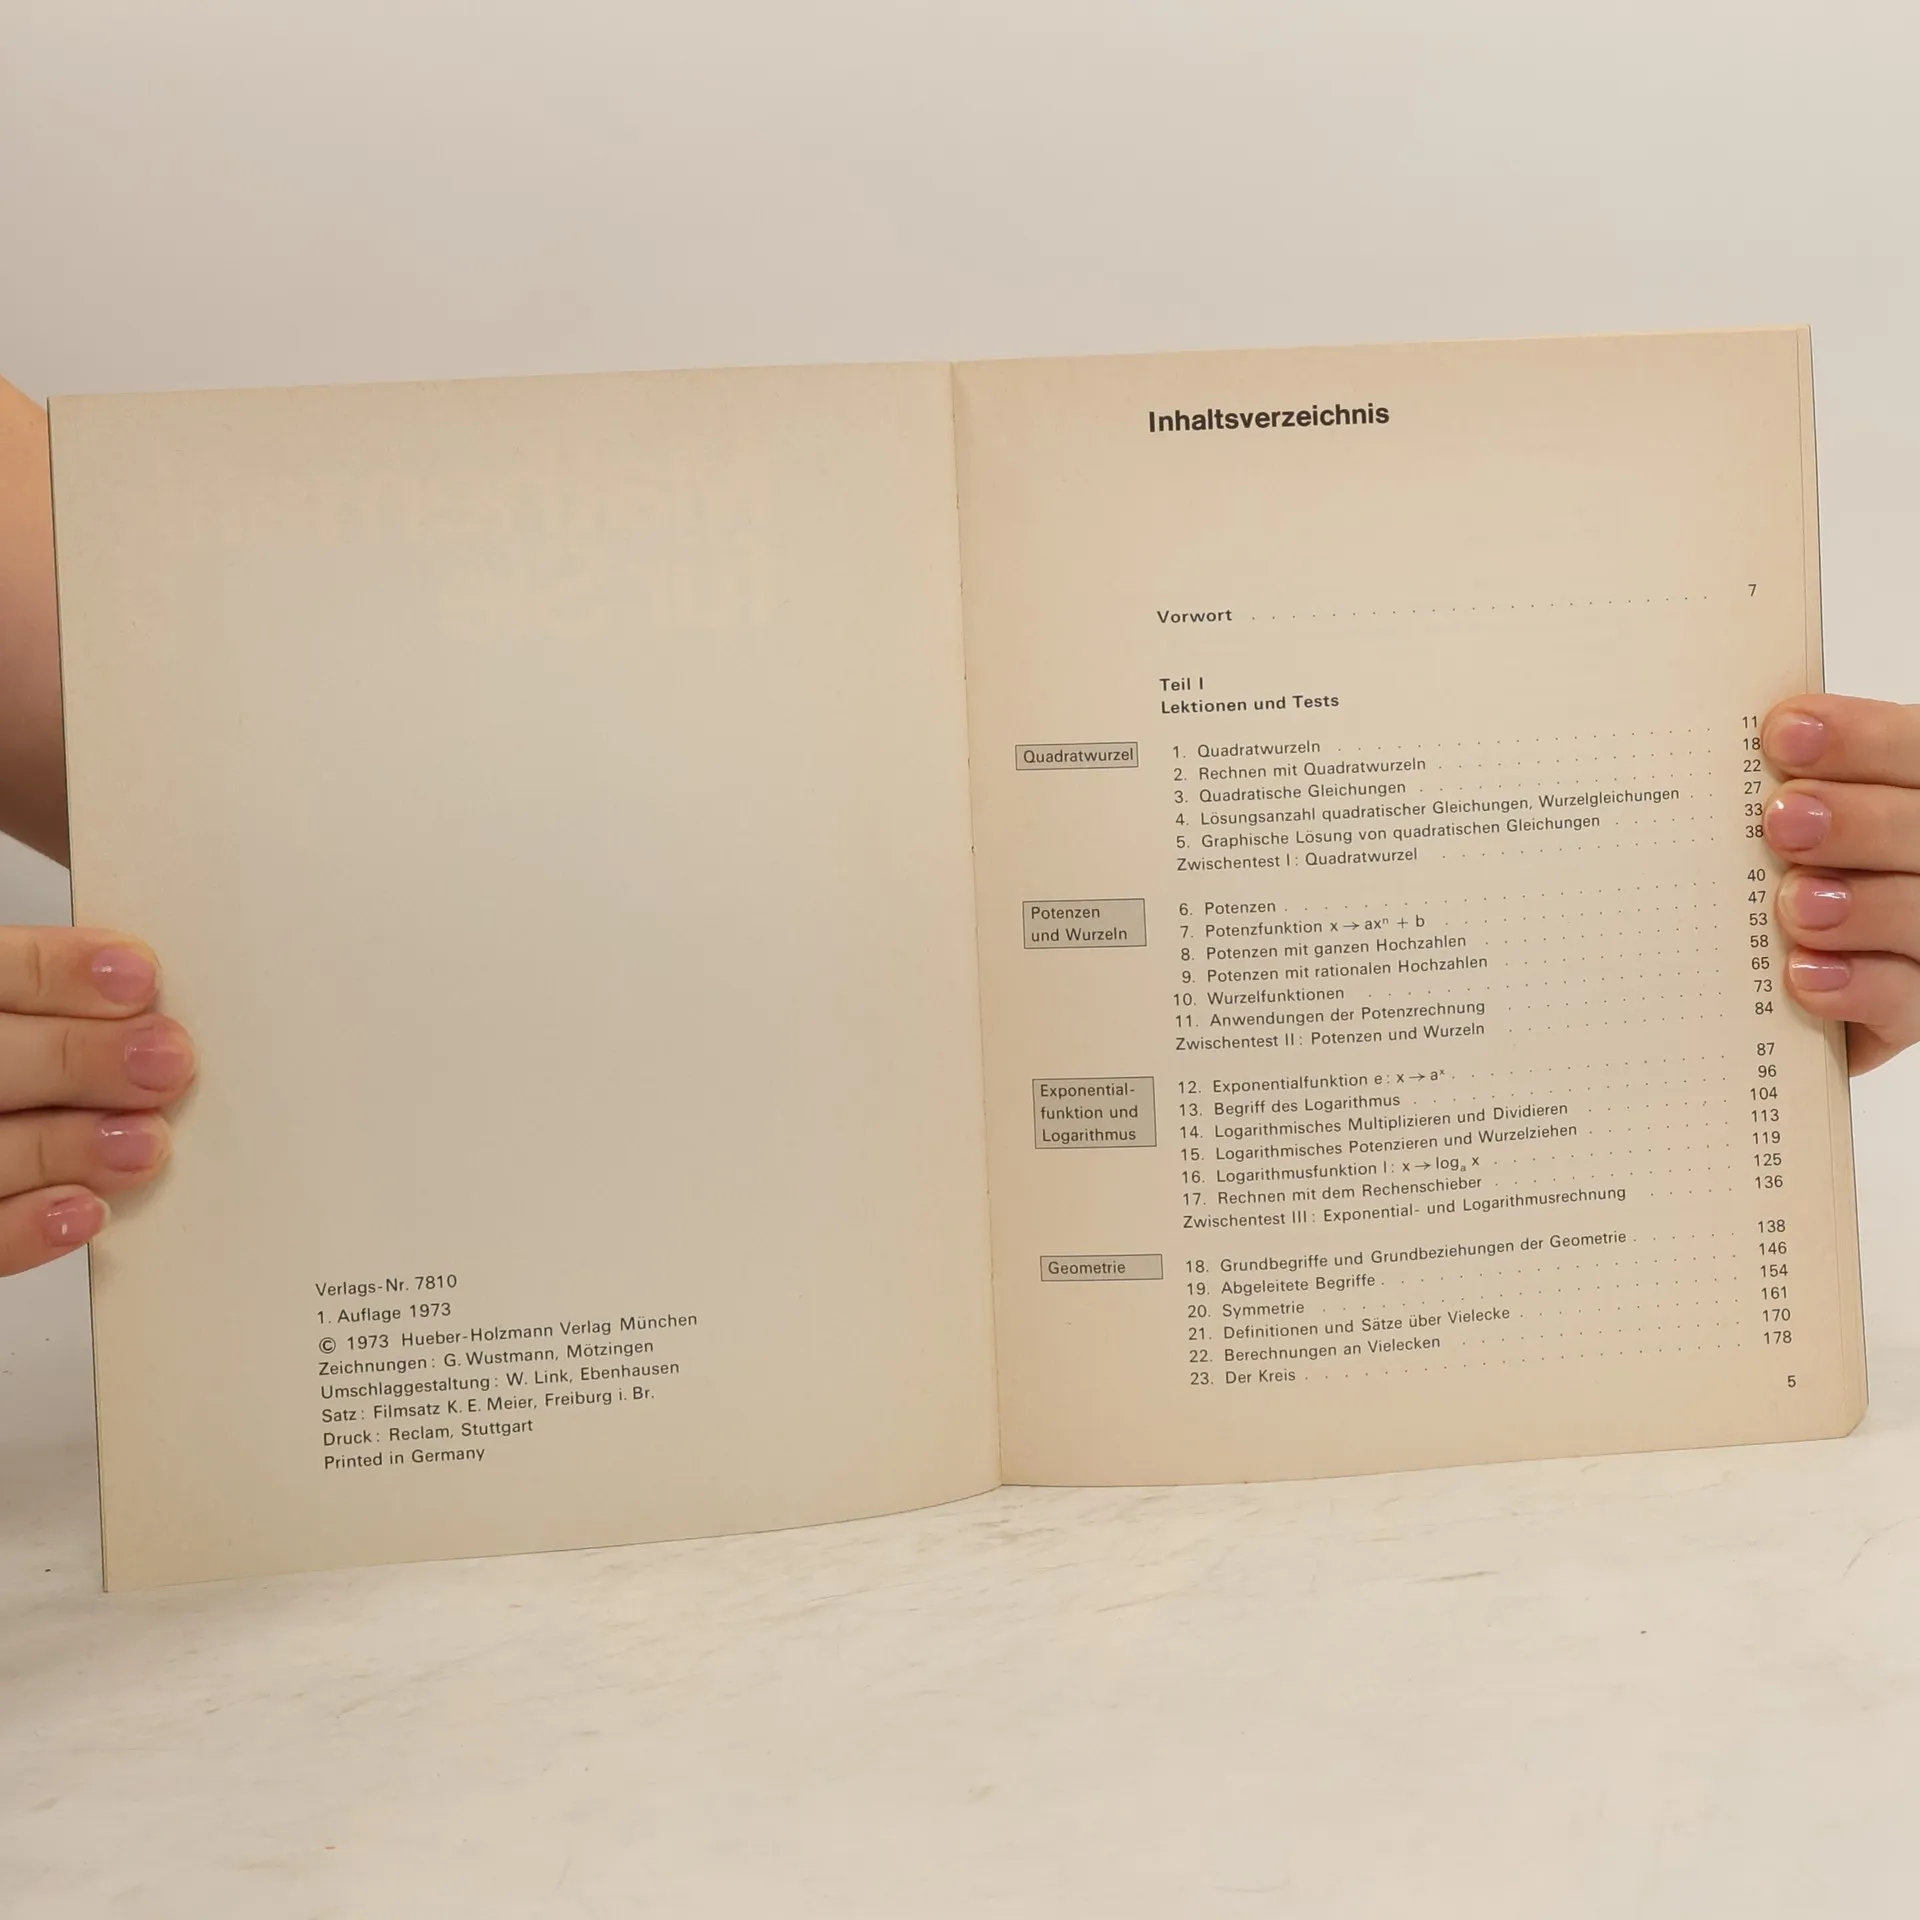 Verlags-Nr. 7810
1. Auflage 1973
© 1973 Hueber-Holzmann Verlag München
Zeichnungen: G. Wustmann, Mötzingen
Umschlaggestaltung: W. Link, Ebenhausen
Satz: Filmsatz K. E. Meier, Freiburg i. Br.
Druck: Reclam, Stuttgart
Printed in Germany
Inhaltsverzeichnis
Vorwort . . . 7
Teil I
Lektionen und Tests
Quadratwurzel
1. Quadratwurzeln . . . 11
2. Rechnen mit Quadratwurzeln . . . 18
3. Quadratische Gleichungen . . . 22
4. Lösungsanzahl quadratischer Gleichungen, Wurzelgleichungen . . . 27
5. Graphische Lösung von quadratischen Gleichungen . . . 33
Zwischentest I: Quadratwurzel . . . 38
Potenzen
und Wurzeln
6. Potenzen . . . 40
7. Potenzfunktion x → axⁿ + b . . . 47
8. Potenzen mit ganzen Hochzahlen . . . 53
9. Potenzen mit rationalen Hochzahlen . . . 58
10. Wurzelfunktionen . . . 65
11. Anwendungen der Potenzrechnung . . . 73
Zwischentest II: Potenzen und Wurzeln . . . 84
Exponential-
funktion und
Logarithmus
12. Exponentialfunktion e: x → aˣ . . . 87
13. Begriff des Logarithmus . . . 96
14. Logarithmisches Multiplizieren und Dividieren . . . 104
15. Logarithmisches Potenzieren und Wurzelziehen . . . 113
16. Logarithmusfunktion l: x → logₐ x . . . 119
17. Rechnen mit dem Rechenschieber . . . 125
Zwischentest III: Exponential- und Logarithmusrechnung . . . 136
Geometrie
18. Grundbegriffe und Grundbeziehungen der Geometrie . . . 138
19. Abgeleitete Begriffe . . . 146
20. Symmetrie . . . 154
21. Definitionen und Sätze über Vielecke . . . 161
22. Berechnungen an Vielecken . . . 170
23. Der Kreis . . . 178
5